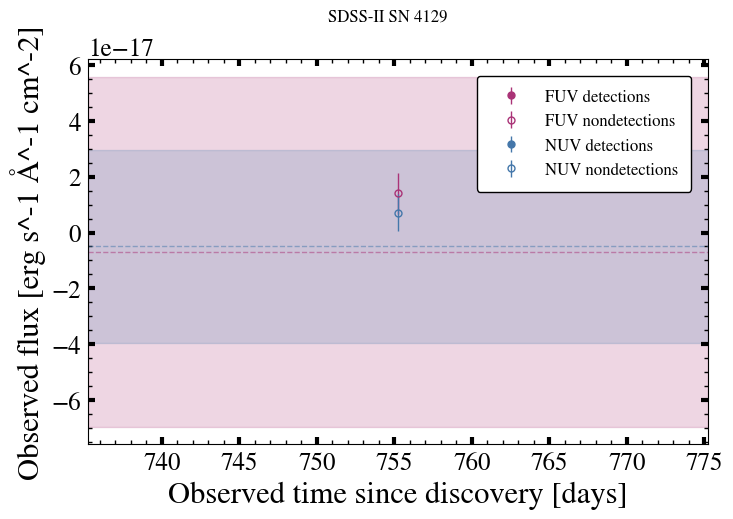 SDSS-II SN 4129
1e−17
6
4
2
0
−2
−4
−6
Observed flux [erg s^-1 Å^-1 cm^-2]
FUV detections
FUV nondetections
NUV detections
NUV nondetections
740 745 750 755 760 765 770 775
Observed time since discovery [days]